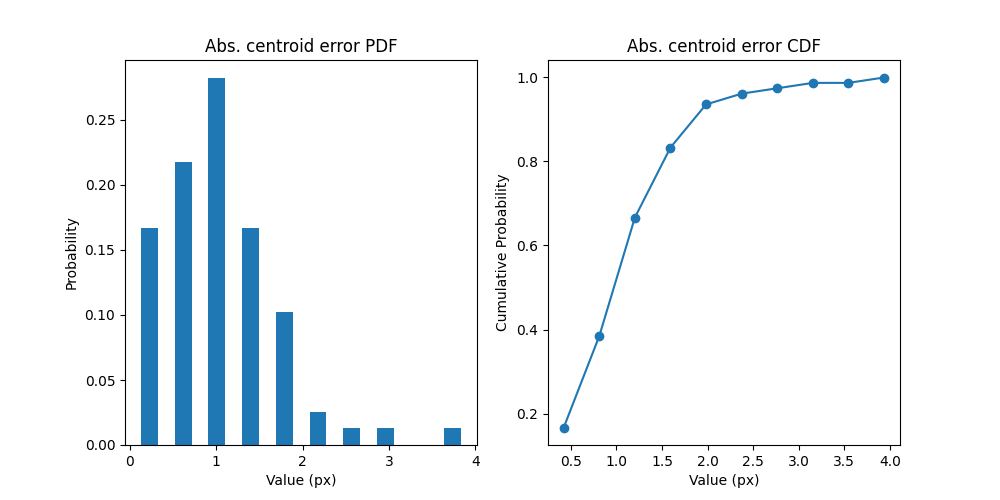 Abs. centroid error PDF
Probability
0.25
0.20
0.15
0.10
0.05
0.00
0 1 2 3 4
Value (px)
Abs. centroid error CDF
Cumulative Probability
1.0
0.8
0.6
0.4
0.2
0.5 1.0 1.5 2.0 2.5 3.0 3.5 4.0
Value (px)